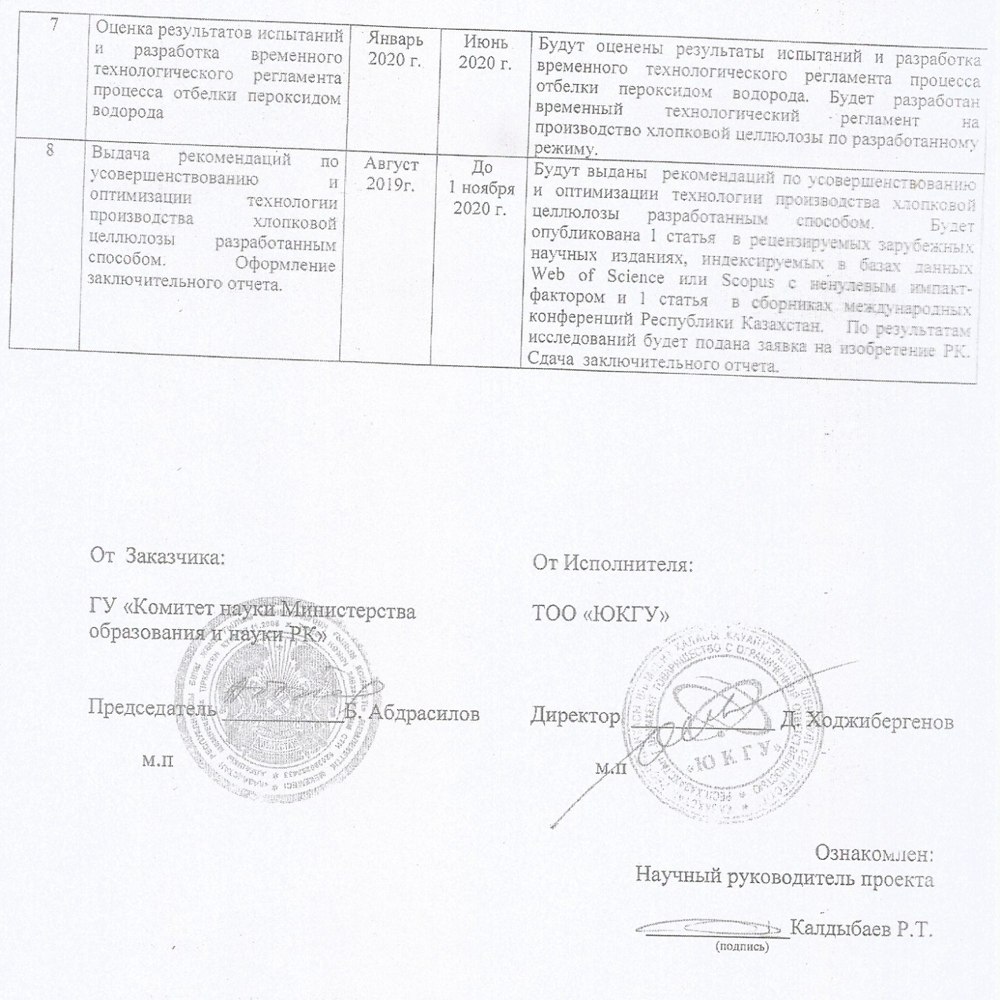 7
Оценка результатов испытаний
и разработка временного
технологического регламента
процесса отбелки пероксидом
водорода
Январь
2020 г.
Июнь
2020 г.
Будут оценены результаты испытаний и разработка
временного технологического регламента процесса
отбелки пероксидом водорода. Будет разработан
временный технологический регламент на
производство хлопковой целлюлозы по разработанному
режиму.
8
Выдача рекомендаций по
усовершенствованию и
оптимизации технологии
производства хлопковой
целлюлозы разработанным
способом. Оформление
заключительного отчета.
Август
2019г.
До
1 ноября
2020 г.
Будут выданы рекомендаций по усовершенствованию
и оптимизации технологии производства хлопковой
целлюлозы разработанным способом. Будет
опубликована 1 статья в рецензируемых зарубежных
научных изданиях, индексируемых в базах данных
Web of Science или Scopus с ненулевым импакт-
фактором и 1 статья в сборниках международных
конференций Республики Казахстан. По результатам
исследований будет подана заявка на изобретение РК.
Сдача заключительного отчета.
От Заказчика:
ГУ «Комитет науки Министерства
образования и науки РК»
Председатель Б. Абдрасилов
м.п
От Исполнителя:
ТОО «ЮКГУ»
Директор Д. Ходжибергенов
м.п
ТОВАРИЩЕСТВО С ОГРАНИЧЕННОЙ ОТВЕТСТВЕННОСТЬЮ
«ЮКГУ»
Ознакомлен:
Научный руководитель проекта
Калдыбаев Р.Т.
(подпись)